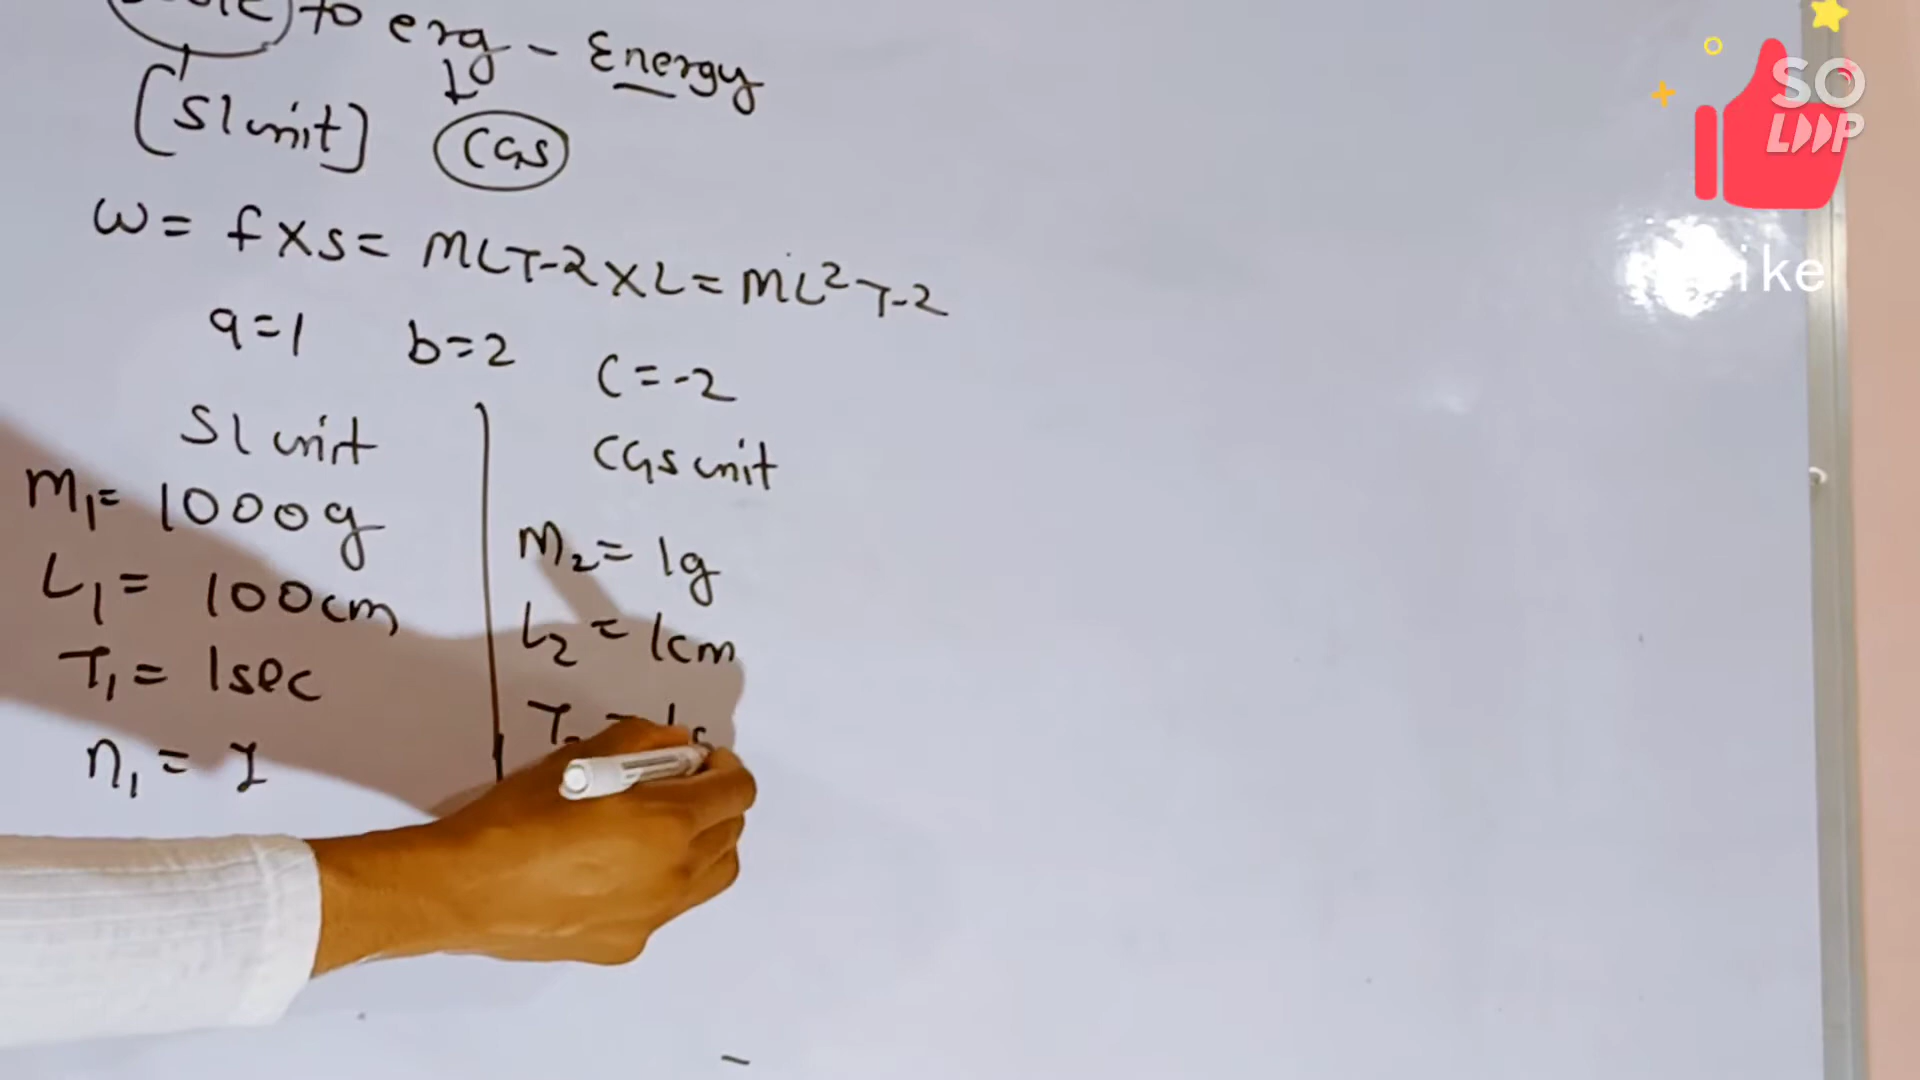 to erg - Energy
[SI unit] CGS
W = f x s = MLT-2 x L = ML2T-2
a=1 b=2 c=-2
SI unit CGS unit
M1= 1000g M2= 1g
L1= 100cm L2 = 1cm
T1= 1sec
n1 = 1
SO
LOOP
ike